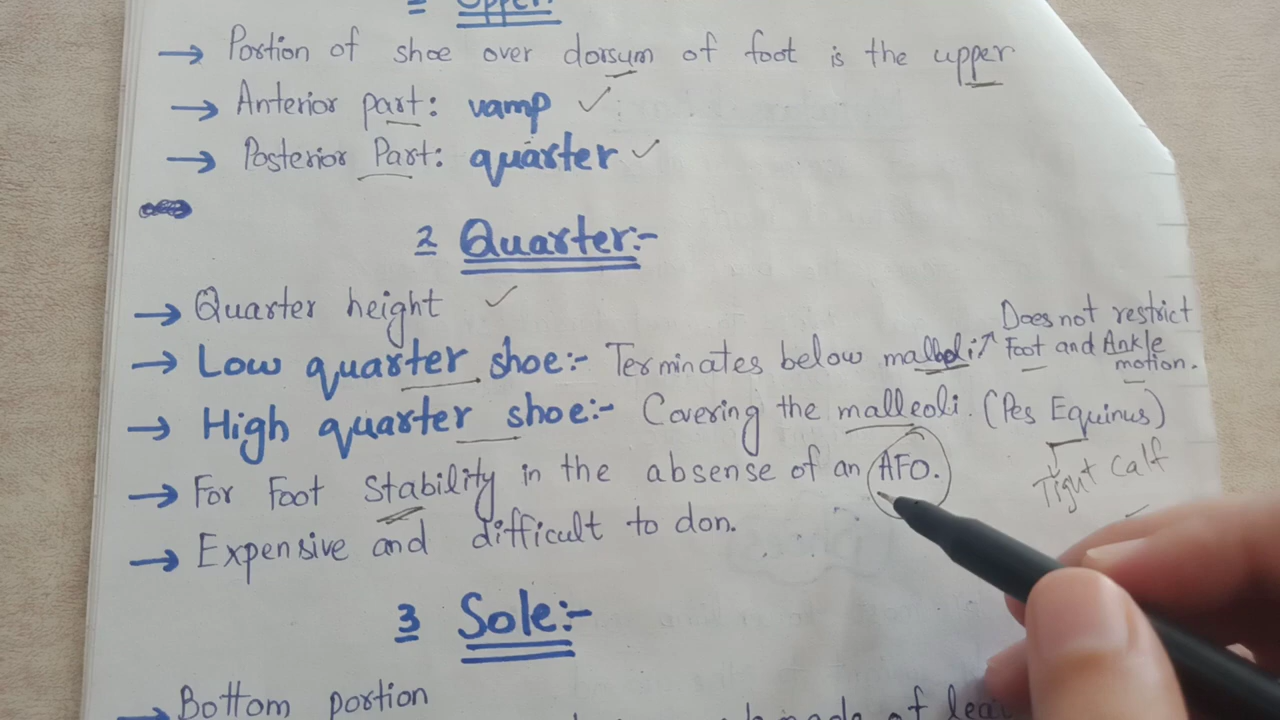 1 Upper:
→ Portion of shoe over dorsum of foot is the upper
→ Anterior part: vamp ✓
→ Posterior Part: quarter ✓
2 Quarter:-
→ Quarter height ✓
→ Low quarter shoe:- Terminates below malleoli ↗ Does not restrict
Foot and Ankle
motion.
→ High quarter shoe:- Covering the malleoli. (Pes Equinus)
Tight Calf
→ For Foot Stability in the absense of an AFO.
→ Expensive and difficult to don.
3 Sole:-
→ Bottom portion
made of